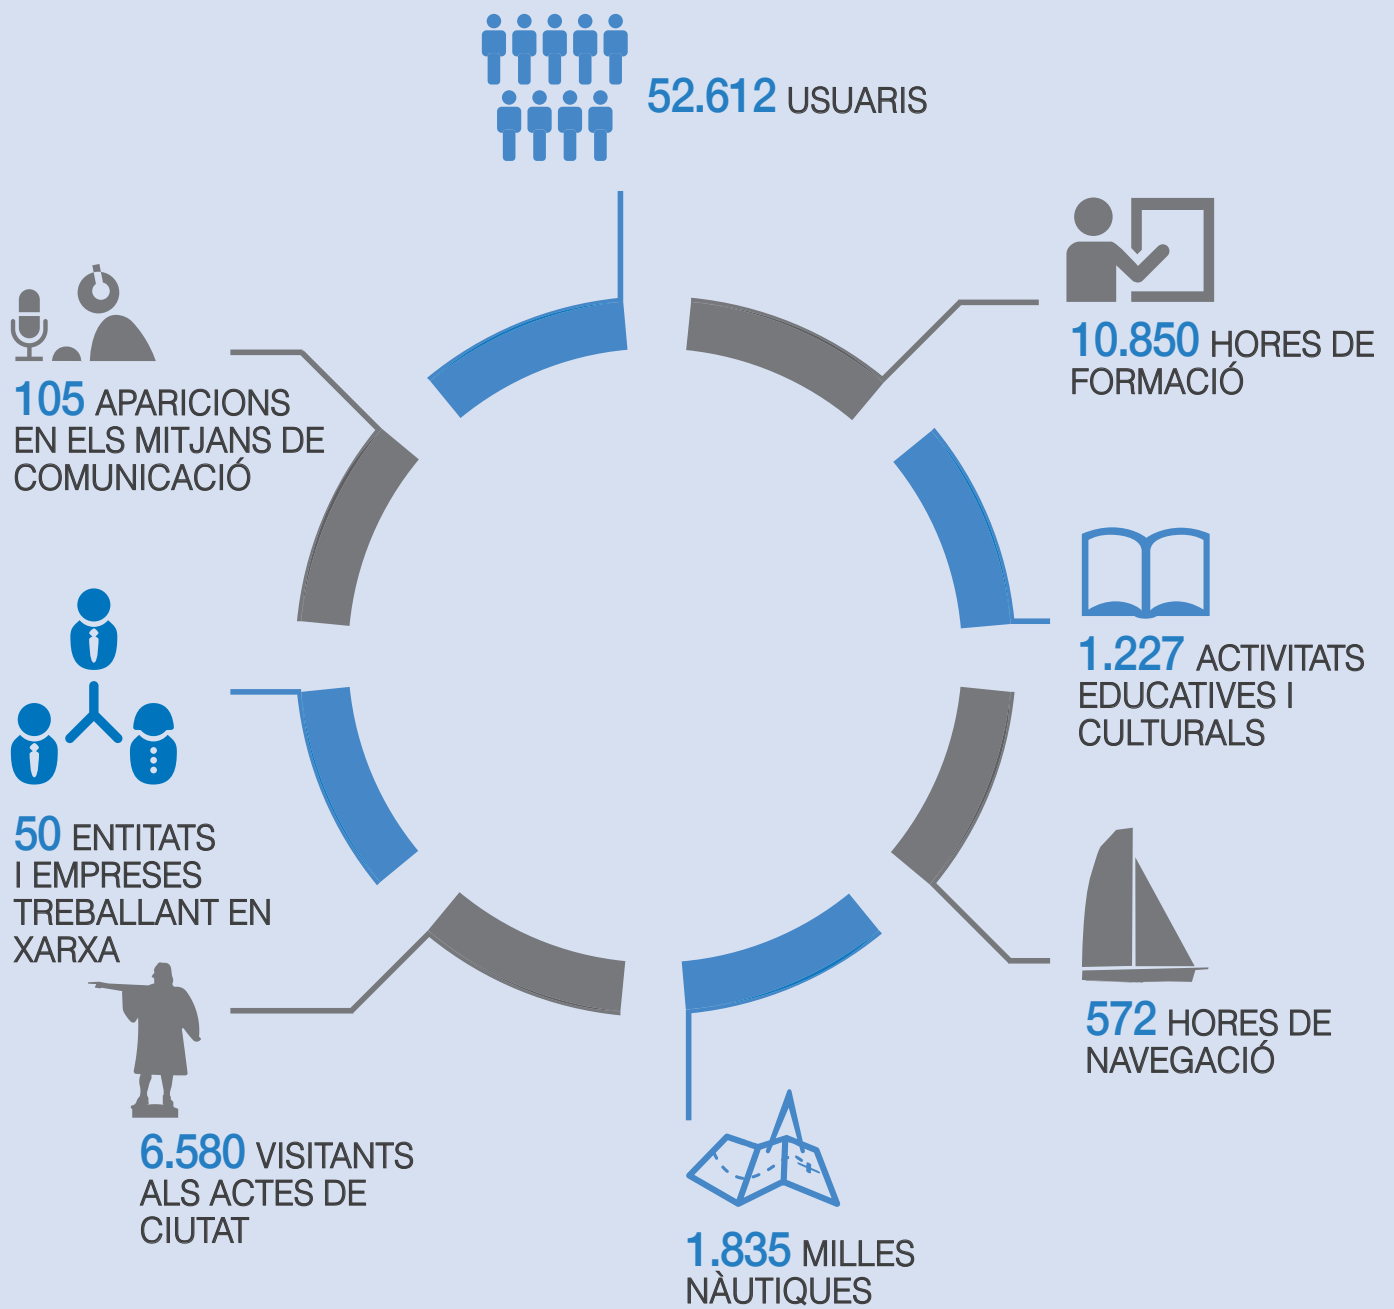 52.612 USUARIS
10.850 HORES DE
FORMACIÓ
1.227 ACTIVITATS
EDUCATIVES I
CULTURALS
572 HORES DE
NAVEGACIÓ
1.835 MILLES
NÀUTIQUES
6.580 VISITANTS
ALS ACTES DE
CIUTAT
50 ENTITATS
I EMPRESES
TREBALLANT EN
XARXA
105 APARICIONS
EN ELS MITJANS DE
COMUNICACIÓ